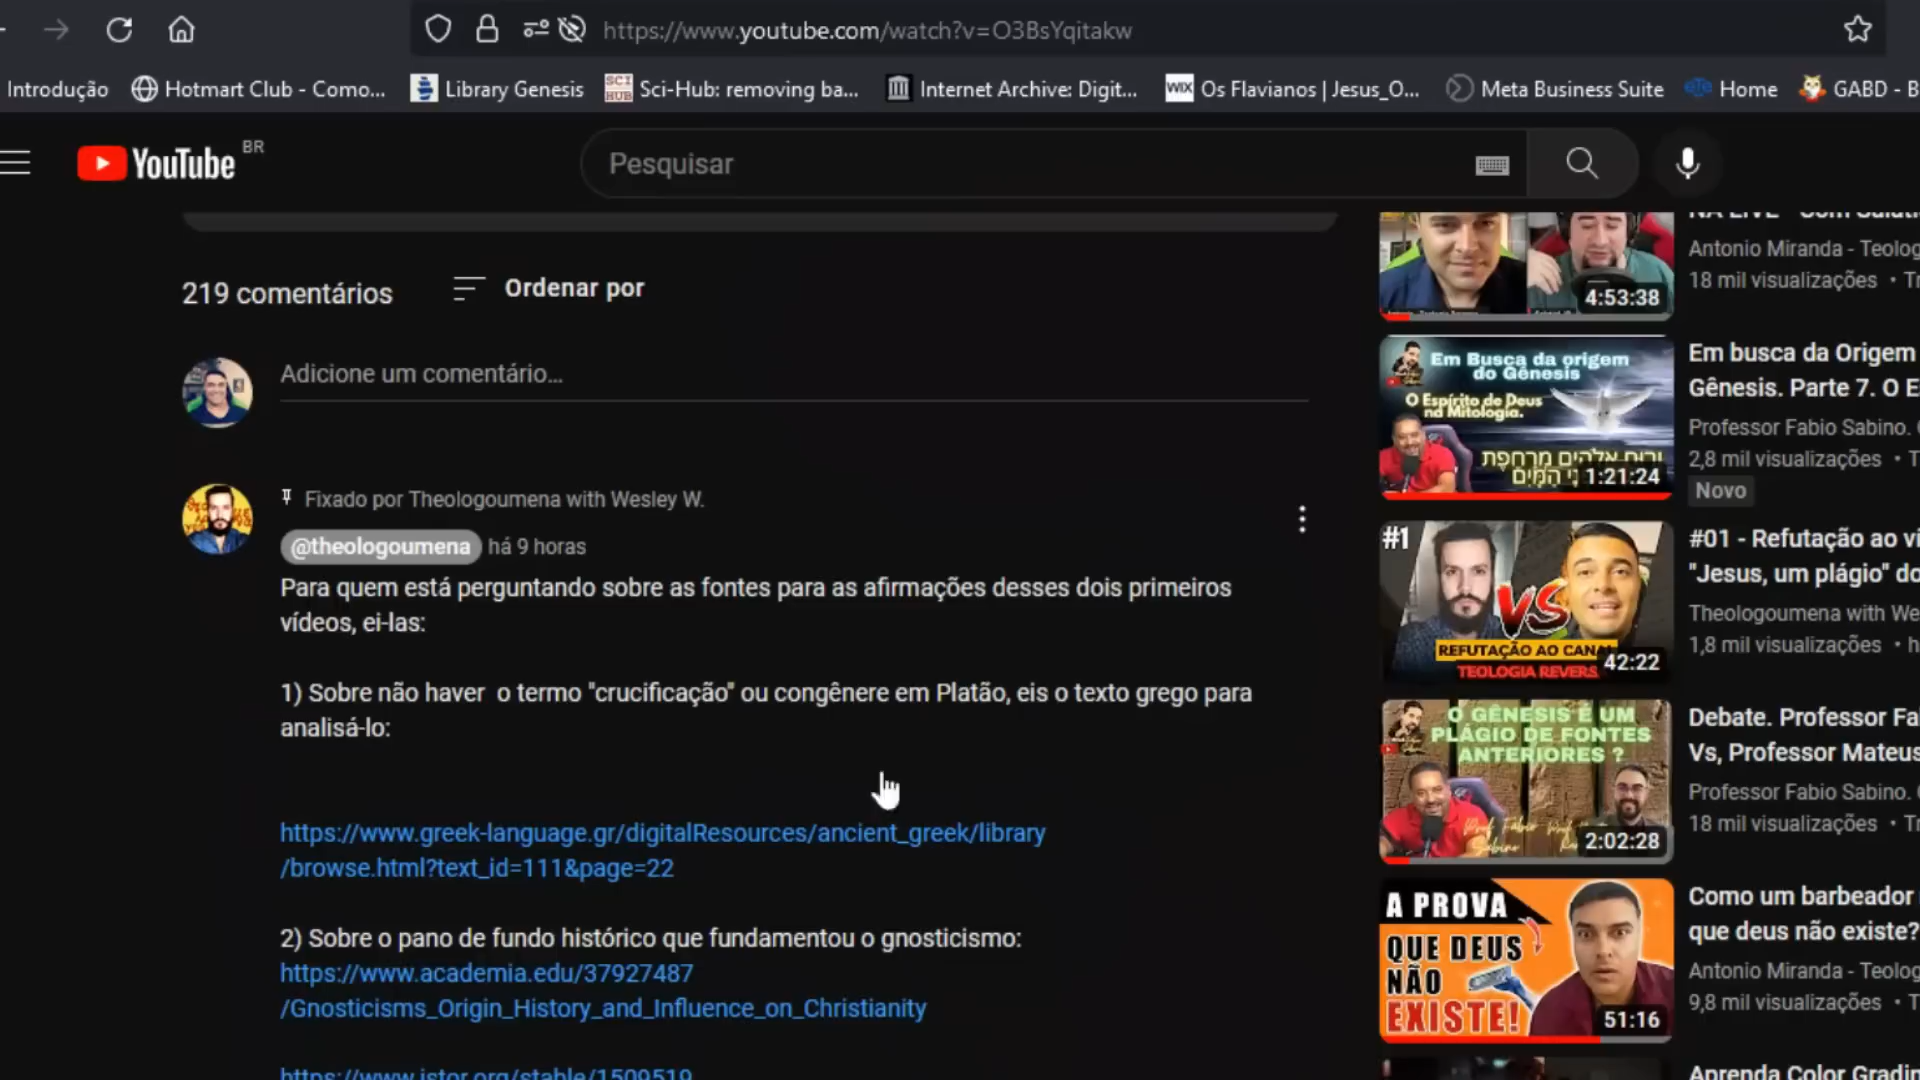 https://www.youtube.com/watch?v=O3BsYqitakw
Introdução
Hotmart Club - Como...
Library Genesis
SCI HUB
Sci-Hub: removing ba...
Internet Archive: Digit...
WIX
Os Flavianos | Jesus_O...
Meta Business Suite
Home
GABD - B
YouTube BR
Pesquisar
219 comentários
Ordenar por
Adicione um comentário...
Fixado por Theologoumena with Wesley W.
@theologoumena há 9 horas
Para quem está perguntando sobre as fontes para as afirmações desses dois primeiros
vídeos, ei-las:
1) Sobre não haver o termo "crucificação" ou congênere em Platão, eis o texto grego para
analisá-lo:
https://www.greek-language.gr/digitalResources/ancient_greek/library
/browse.html?text_id=111&page=22
2) Sobre o pano de fundo histórico que fundamentou o gnosticismo:
https://www.academia.edu/37927487
/Gnosticisms_Origin_History_and_Influence_on_Christianity
https://www.jstor.org/stable/1509519
4:53:38
Antonio Miranda - Teolog
18 mil visualizações
Em Busca da origem
do Gênesis
O Espírito de Deus
na Mitologia.
1:21:24
Em busca da Origem
Gênesis. Parte 7. O E
Professor Fabio Sabino.
2,8 mil visualizações
Novo
#1
VS
REFUTAÇÃO AO CANA
TEOLOGIA REVERS
42:22
#01 - Refutação ao ví
"Jesus, um plágio" do
Theologoumena with We
1,8 mil visualizações
O GÊNESIS É UM
PLÁGIO DE FONTES
ANTERIORES ?
2:02:28
Debate. Professor Fa
Vs, Professor Mateus
Professor Fabio Sabino.
18 mil visualizações
A PROVA
QUE DEUS
NÃO
EXISTE!
51:16
Como um barbeador
que deus não existe?
Antonio Miranda - Teolog
9,8 mil visualizações
Aprenda Color Gradin